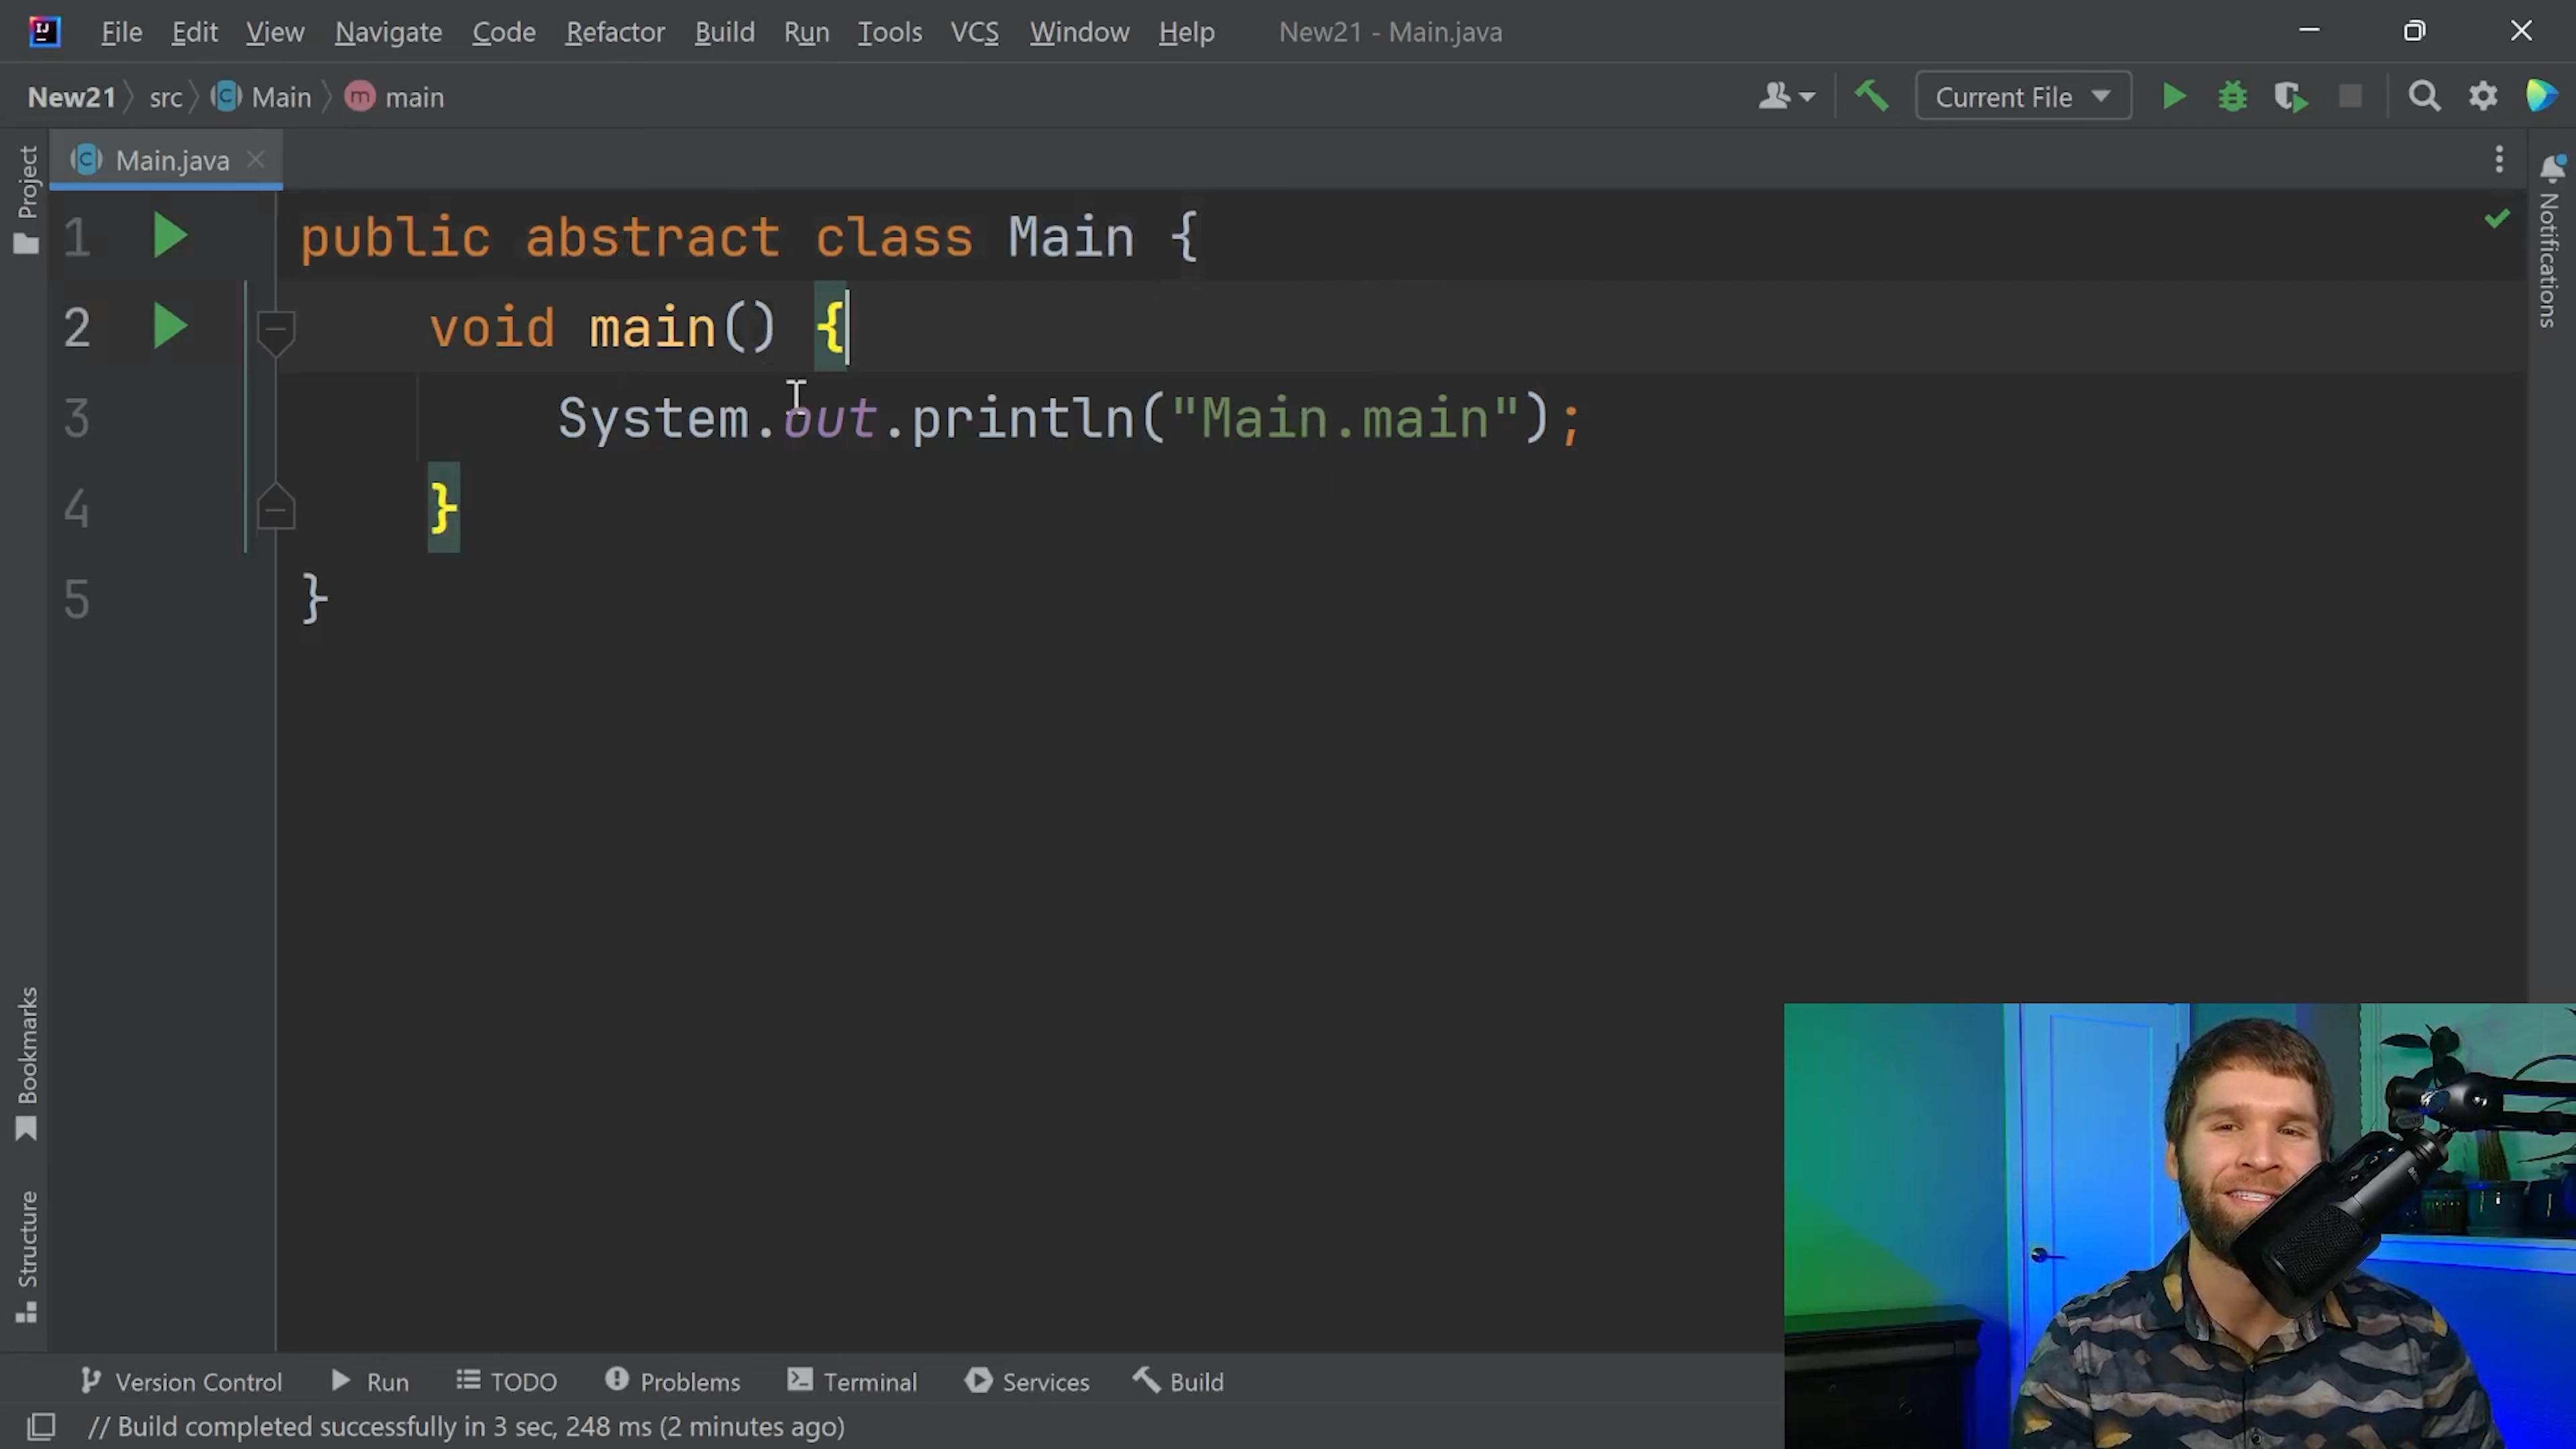 File Edit View Navigate Code Refactor Build Run Tools VCS Window Help New21 - Main.java
New21 src Main main Current File
Project
Main.java
Notifications
1 public abstract class Main {
2 void main() {
3 System.out.println("Main.main");
4 }
5 }
Bookmarks
Structure
Version Control Run TODO Problems Terminal Services Build
// Build completed successfully in 3 sec, 248 ms (2 minutes ago)